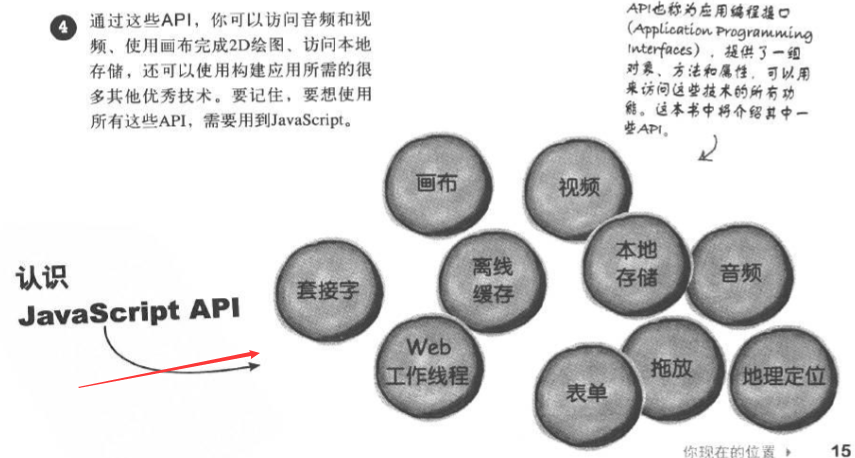 4
通过这些API，你可以访问音频和视
频、使用画布完成2D绘图、访问本地
存储，还可以使用构建应用所需的很
多其他优秀技术。要记住，要想使用
所有这些API，需要用到JavaScript。
API也称为应用编程接口
(Application Programming
Interfaces)，提供了一组
对象、方法和属性，可以用
来访问这些技术的所有功
能。这本书中将介绍其中一
些API。
画布
视频
本地
存储
音频
离线
缓存
套接字
认识
JavaScript API
Web
工作线程
表单
拖放
地理定位
你现在的位置
15